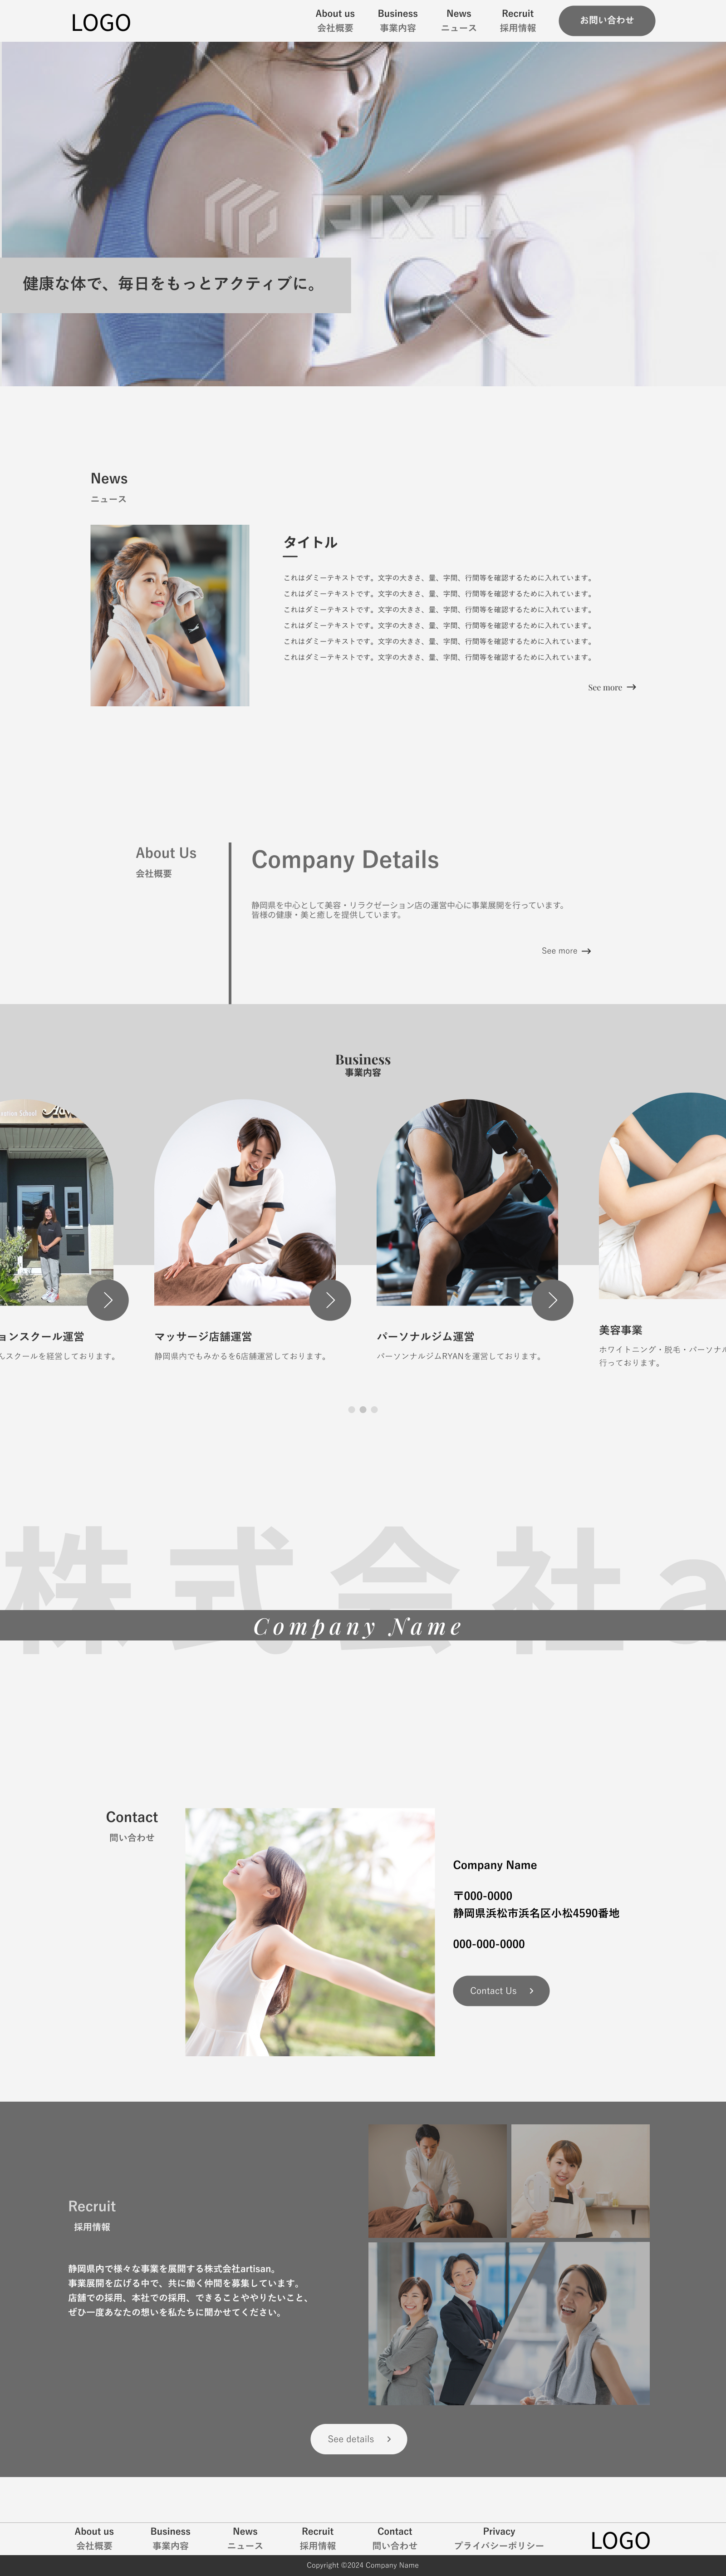 LOGO
About us
会社概要
Business
事業内容
News
ニュース
Recruit
採用情報
お問い合わせ
PIXTA
健康な体で、毎日をもっとアクティブに。
News
ニュース
タイトル
これはダミーテキストです。文字の大きさ、量、字間、行間等を確認するために入れています。
これはダミーテキストです。文字の大きさ、量、字間、行間等を確認するために入れています。
これはダミーテキストです。文字の大きさ、量、字間、行間等を確認するために入れています。
これはダミーテキストです。文字の大きさ、量、字間、行間等を確認するために入れています。
これはダミーテキストです。文字の大きさ、量、字間、行間等を確認するために入れています。
これはダミーテキストです。文字の大きさ、量、字間、行間等を確認するために入れています。
See more
About Us
会社概要
Company Details
静岡県を中心として美容・リラクゼーション店の運営中心に事業展開を行っています。
皆様の健康・美と癒しを提供しています。
See more
Business
事業内容
School
ョンスクール運営
んスクールを経営しております。
マッサージ店舗運営
静岡県内でもみかるを6店舗運営しております。
パーソナルジム運営
パーソンナルジムRYANを運営しております。
美容事業
ホワイトニング・脱毛・パーソナル
行っております。
株式会社a
Company Name
Contact
問い合わせ
Company Name
〒000-0000
静岡県浜松市浜名区小松4590番地
000-000-0000
Contact Us
Recruit
採用情報
静岡県内で様々な事業を展開する株式会社artisan。
事業展開を広げる中で、共に働く仲間を募集しています。
店舗での採用、本社での採用、できることややりたいこと、
ぜひ一度あなたの想いを私たちに聞かせてください。
See details
About us
会社概要
Business
事業内容
News
ニュース
Recruit
採用情報
Contact
問い合わせ
Privacy
プライバシーポリシー
LOGO
Copyright ©2024 Company Name